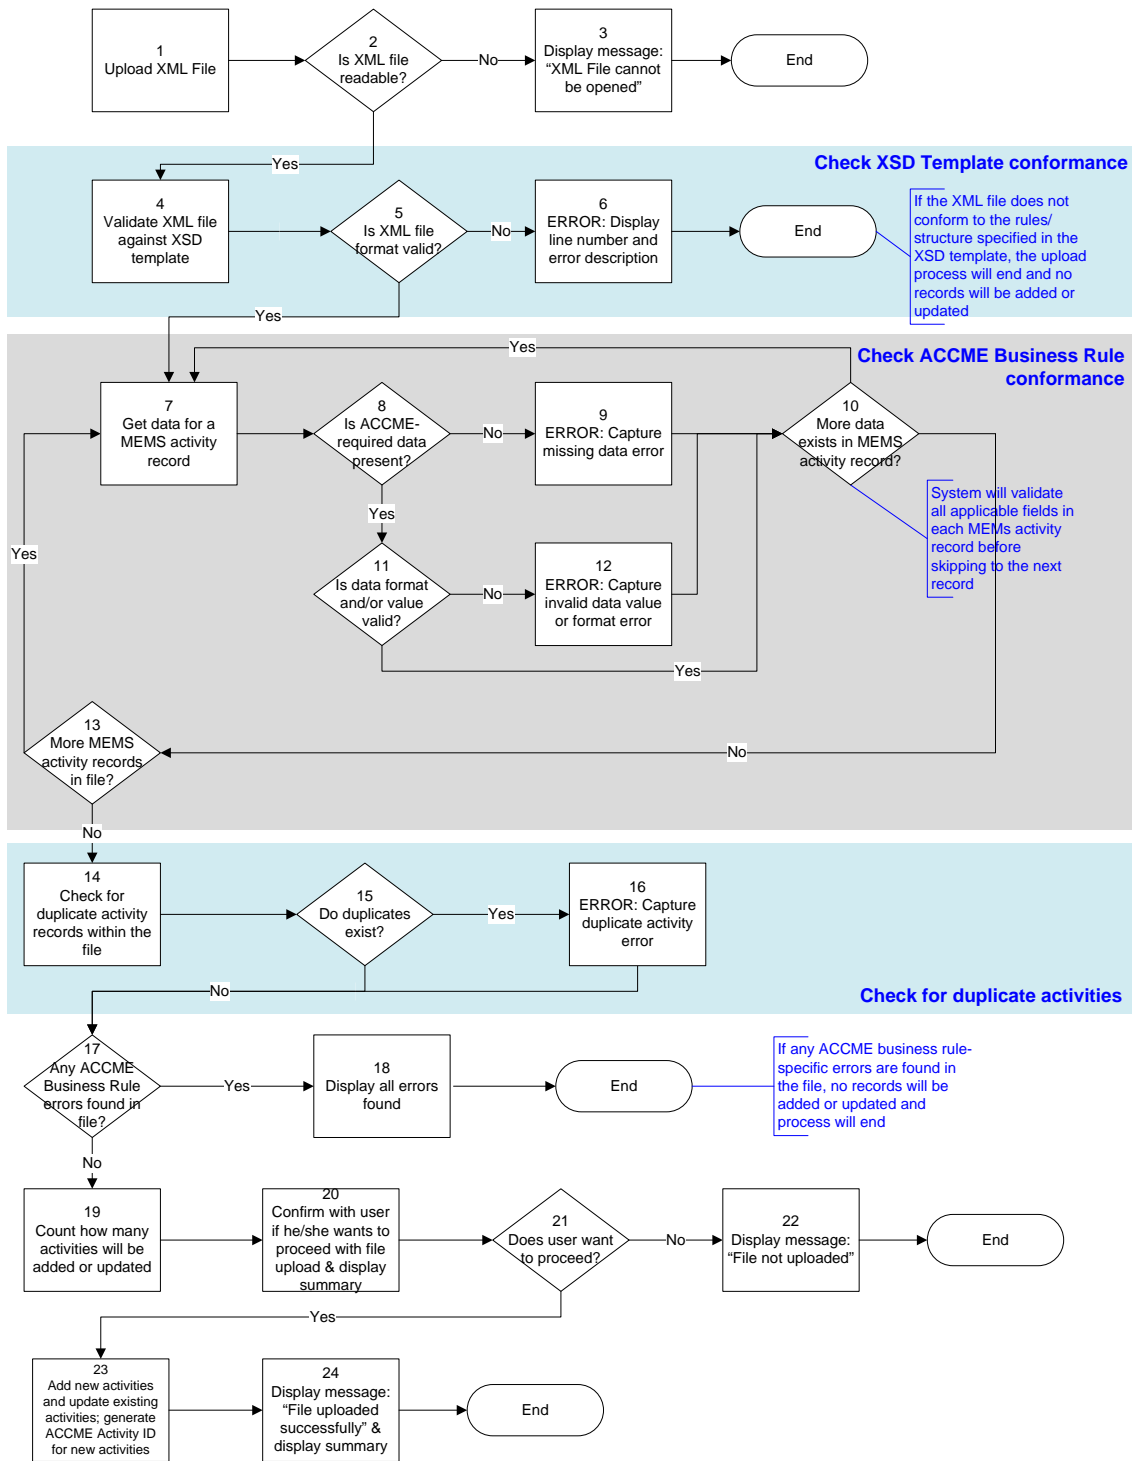 1
Upload XML File
2
Is XML file
readable?
No
3
Display message:
“XML File cannot
be opened”
End
Yes
Check XSD Template conformance
4
Validate XML file
against XSD
template
5
Is XML file
format valid?
No
6
ERROR: Display
line number and
error description
End
If the XML file does not
conform to the rules/
structure specified in the
XSD template, the upload
process will end and no
records will be added or
updated
Yes
Yes
Check ACCME Business Rule
conformance
7
Get data for a
MEMS activity
record
8
Is ACCME-
required data
present?
No
9
ERROR: Capture
missing data error
10
More data
exists in MEMS
activity record?
System will validate
all applicable fields in
each MEMs activity
record before
skipping to the next
record
Yes
Yes
11
Is data format
and/or value
valid?
No
12
ERROR: Capture
invalid data value
or format error
Yes
13
More MEMS
activity records
in file?
No
No
14
Check for
duplicate activity
records within the
file
15
Do duplicates
exist?
Yes
16
ERROR: Capture
duplicate activity
error
No
Check for duplicate activities
17
Any ACCME
Business Rule
errors found in
file?
Yes
18
Display all errors
found
End
If any ACCME business rule-
specific errors are found in
the file, no records will be
added or updated and
process will end
No
19
Count how many
activities will be
added or updated
20
Confirm with user
if he/she wants to
proceed with file
upload & display
summary
21
Does user want
to proceed?
No
22
Display message:
“File not uploaded”
End
Yes
23
Add new activities
and update existing
activities; generate
ACCME Activity ID
for new activities
24
Display message:
“File uploaded
successfully” &
display summary
End